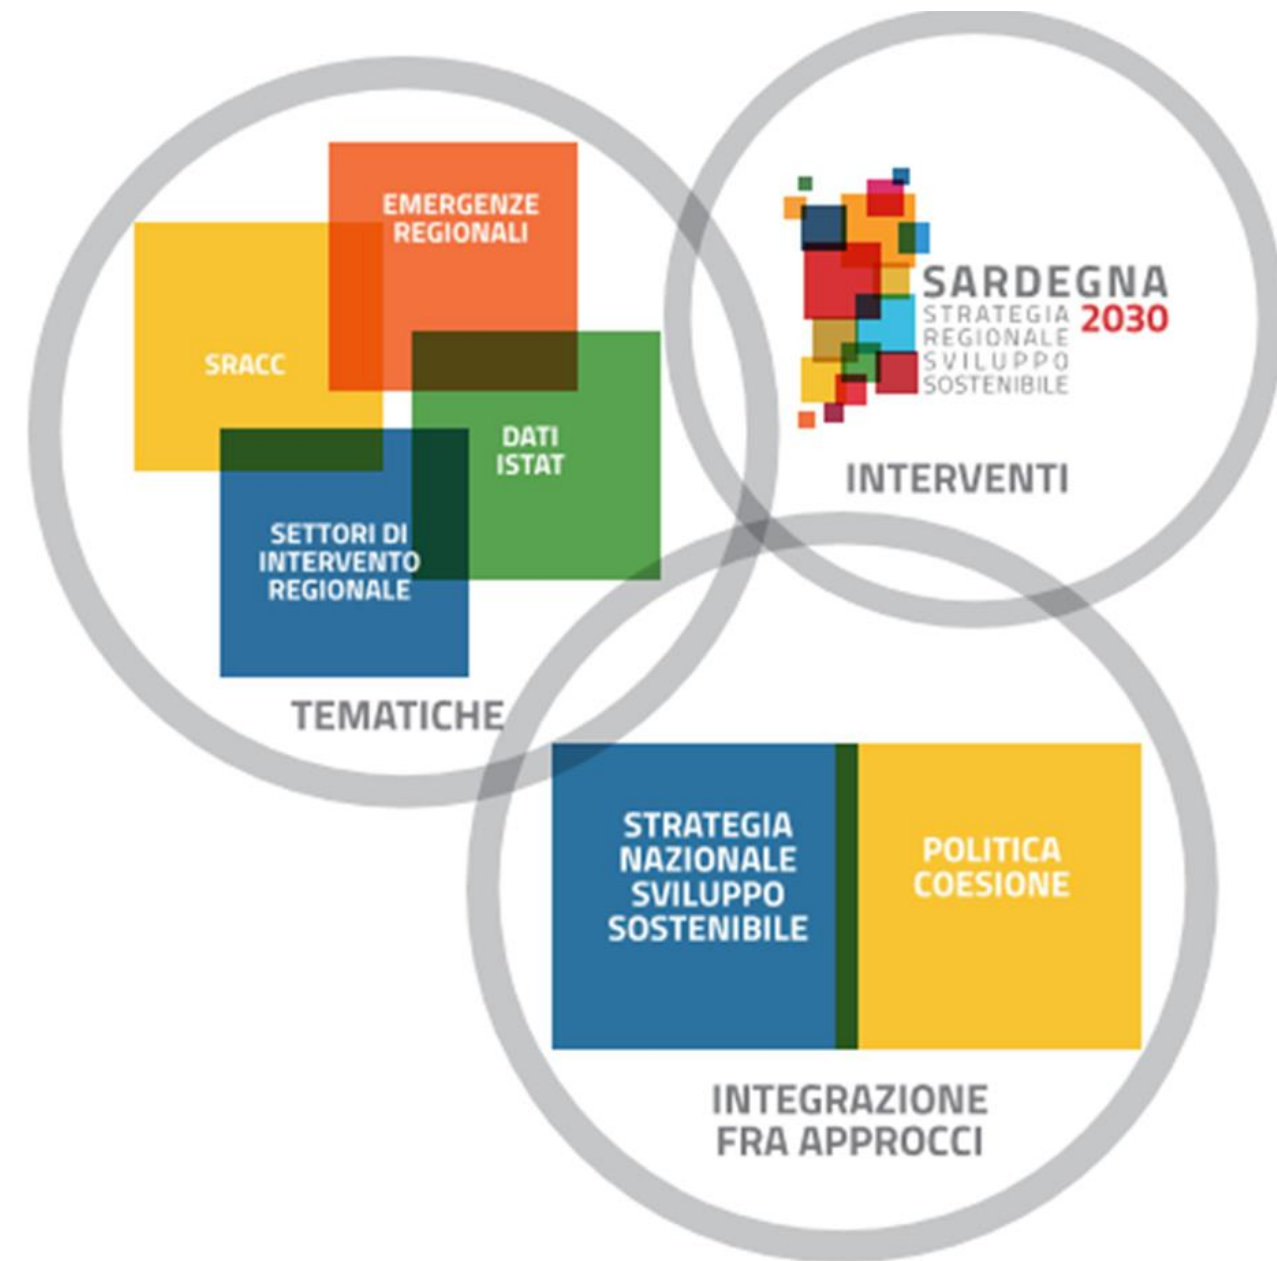 EMERGENZE
REGIONALI
SRACC
DATI
ISTAT
SETTORI DI
INTERVENTO
REGIONALE
TEMATICHE
SARDEGNA
STRATEGIA 2030
REGIONALE
SVILUPPO
SOSTENIBILE
INTERVENTI
STRATEGIA
NAZIONALE
SVILUPPO
SOSTENIBILE
POLITICA
COESIONE
INTEGRAZIONE
FRA APPROCCI